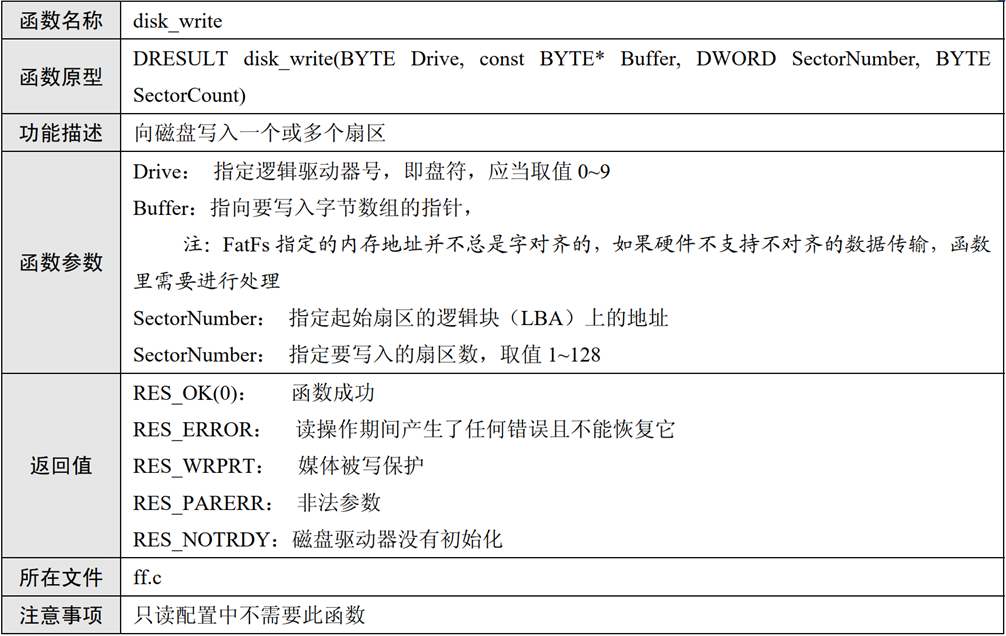 函数名称 disk_write
函数原型 DRESULT disk_write(BYTE Drive, const BYTE* Buffer, DWORD SectorNumber, BYTE
SectorCount)
功能描述 向磁盘写入一个或多个扇区
函数参数 Drive： 指定逻辑驱动器号，即盘符，应当取值 0~9
Buffer：指向要写入字节数组的指针，
注：FatFs 指定的内存地址并不总是字对齐的，如果硬件不支持不对齐的数据传输，函数
里需要进行处理
SectorNumber： 指定起始扇区的逻辑块（LBA）上的地址
SectorNumber： 指定要写入的扇区数，取值 1~128
返回值 RES_OK(0)： 函数成功
RES_ERROR： 读操作期间产生了任何错误且不能恢复它
RES_WRPRT： 媒体被写保护
RES_PARERR： 非法参数
RES_NOTRDY：磁盘驱动器没有初始化
所在文件 ff.c
注意事项 只读配置中不需要此函数